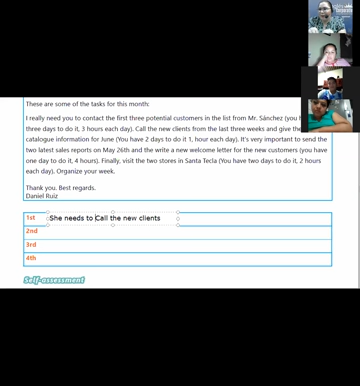 These are some of the tasks for this month:
I really need you to contact the first three potential customers in the list from Mr. Sánchez (you
three days to do it, 3 hours each day). Call the new clients from the last three weeks and give the
catalogue information for June (You have 2 days to do it 1, hour each day). It's very important to send the
two latest sales reports on May 26th and the write a new welcome letter for the new customers (you have
one day to do it, 4 hours). Finally, visit the two stores in Santa Tecla (You have two days to do it, 2 hours
each day). Organize your week.
Thank you. Best regards.
Daniel Ruiz
1st She needs to Call the new clients
2nd
3rd
4th
Self-assessment